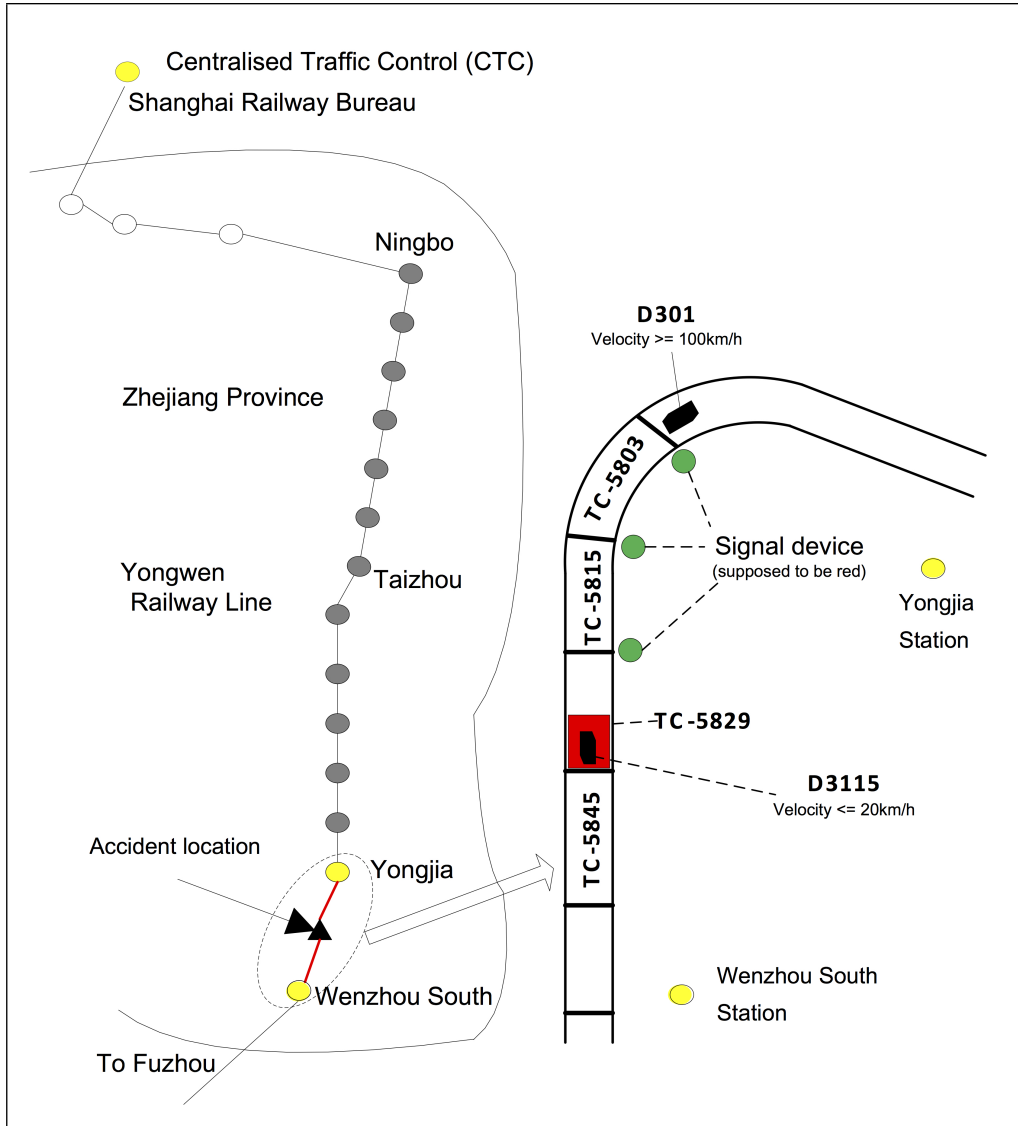 Centralised Traffic Control (CTC)
Shanghai Railway Bureau
Ningbo
Zhejiang Province
Yongwen
Railway Line
Taizhou
Accident location
Yongjia
Wenzhou South
To Fuzhou
D301
Velocity >= 100km/h
TC-5803
TC-5815
Signal device
(supposed to be red)
Yongjia
Station
TC-5829
D3115
Velocity <= 20km/h
TC-5845
Wenzhou South
Station